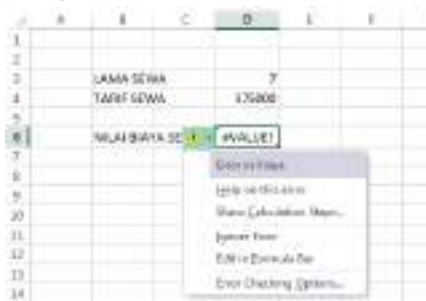 A B C D E F
1
2
3 LAMA SEWA 7
4 TARIF SEWA 175000
5
6 NILAI BIAYA SE #VALUE!
7 Error in Value
8
9 Help on this error
10 Show Calculation Steps...
11 Ignore Error
12 Edit in Formula Bar
13 Error Checking Options...
14